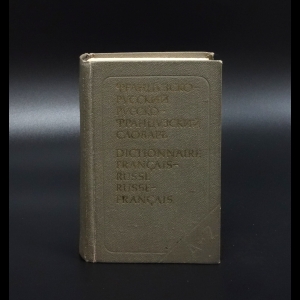 ФРАНЦУЗСКО-
РУССКИЙ
РУССКО-
ФРАНЦУЗСКИЙ
СЛОВАРЬ
DICTIONNAIRE
FRANÇAIS-
RUSSE
RUSSE-
FRANÇAIS